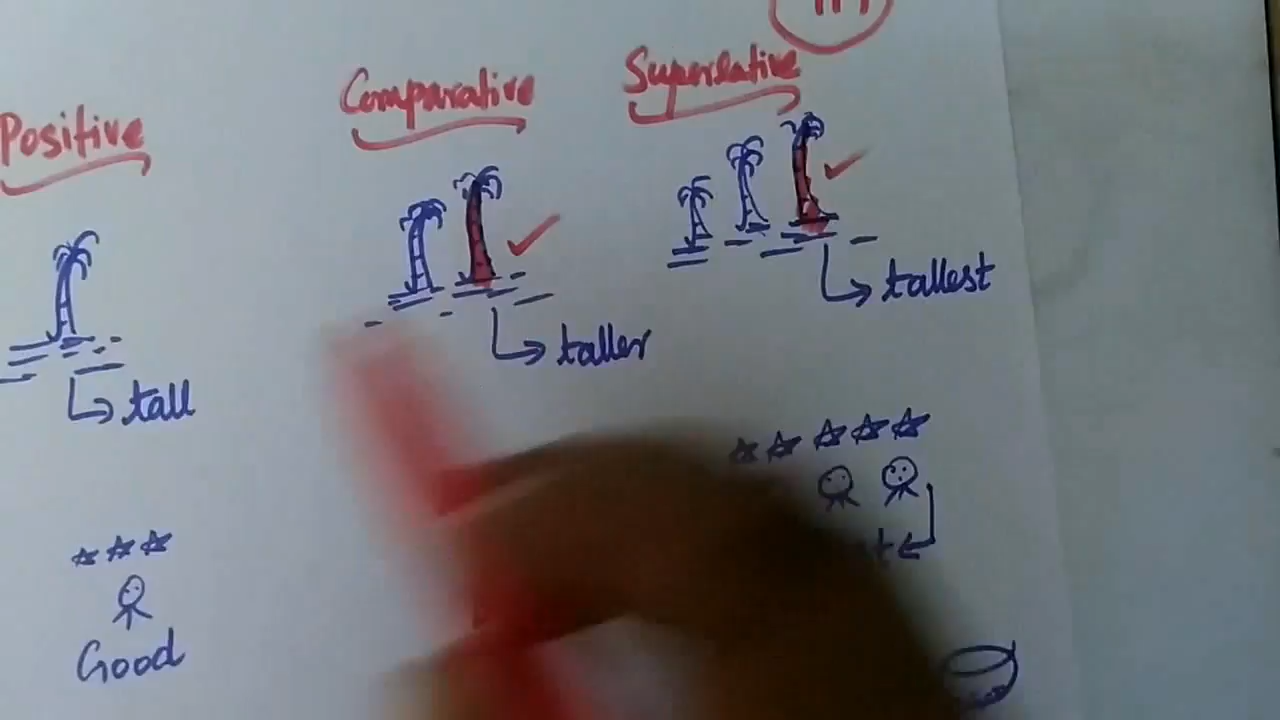 Positive
Comparative
Superlative
tall
taller
tallest
Good